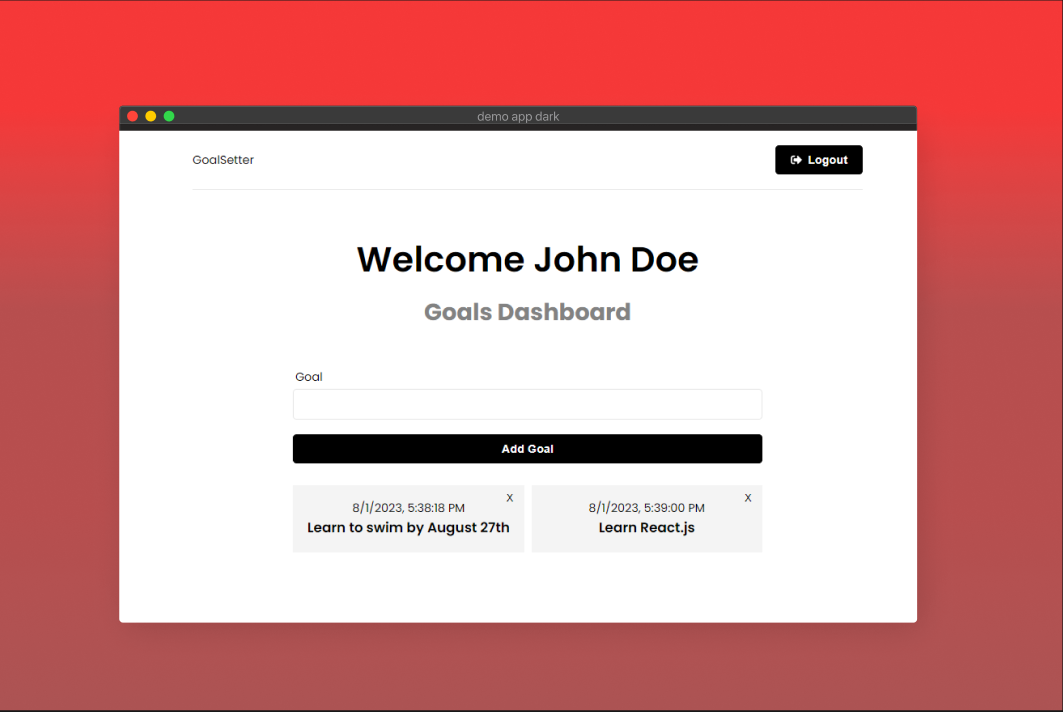 demo app dark
GoalSetter
Logout
Welcome John Doe
Goals Dashboard
Goal
Add Goal
X
8/1/2023, 5:38:18 PM
Learn to swim by August 27th
X
8/1/2023, 5:39:00 PM
Learn React.js